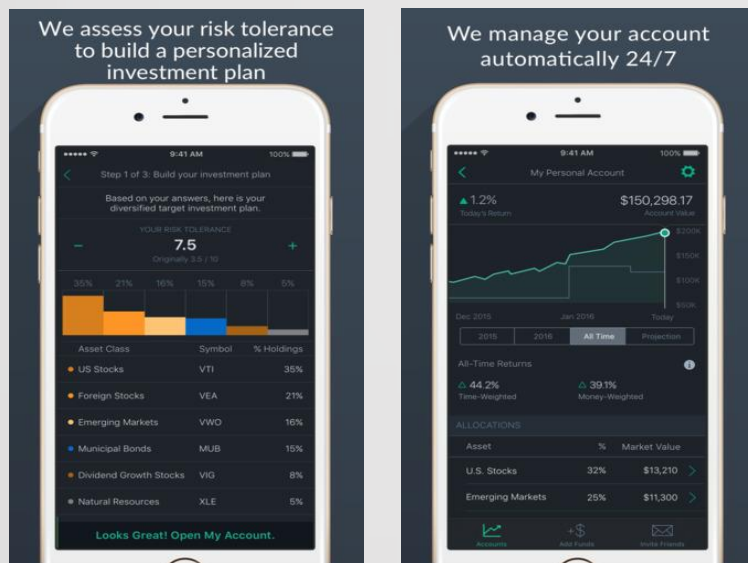 We assess your risk tolerance
to build a personalized
investment plan
9:41 AM
100%
Step 1 of 3: Build your investment plan
Based on your answers, here is your
diversified target investment plan.
YOUR RISK TOLERANCE
−
7.5
+
Originally 3.5 / 10
35% 21% 16% 15% 8% 5%
Asset Class Symbol % Holdings
US Stocks VTI 35%
Foreign Stocks VEA 21%
Emerging Markets VWO 16%
Municipal Bonds MUB 15%
Dividend Growth Stocks VIG 8%
Natural Resources XLE 5%
Looks Great! Open My Account.
We manage your account
automatically 24/7
9:41 AM
100%
My Personal Account
1.2% $150,298.17
Today's Return Account Value
$200K
$150K
$100K
$50K
Dec 2015 Jan 2016 Today
2015 2016 All Time Projection
All-Time Returns
44.2% 39.1%
Time-Weighted Money-Weighted
ALLOCATIONS
Asset % Market Value
U.S. Stocks 32% $13,210
Emerging Markets 25% $11,300
+$
Accounts Add Funds Invite Friends